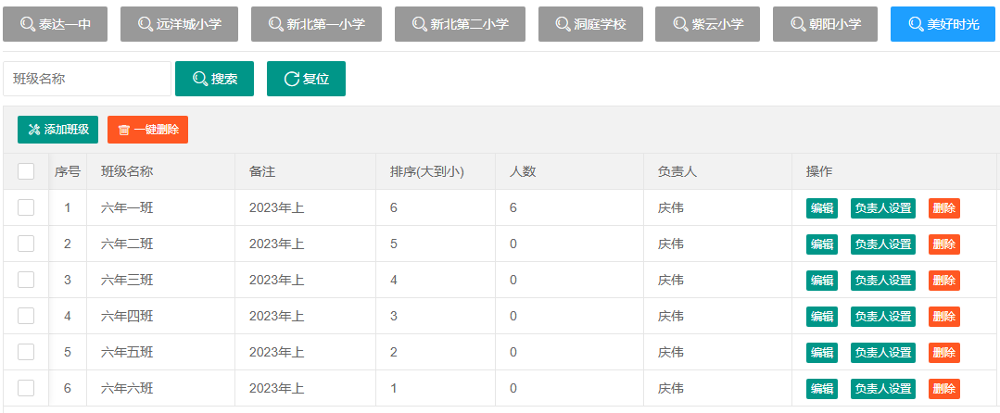 泰达一中 远洋城小学 新北第一小学 新北第二小学 洞庭学校 紫云小学 朝阳小学 美好时光
班级名称 搜索 复位
添加班级 一键删除
序号 班级名称 备注 排序(大到小) 人数 负责人 操作
1 六年一班 2023年上 6 6 庆伟 编辑 负责人设置 删除
2 六年二班 2023年上 5 0 庆伟 编辑 负责人设置 删除
3 六年三班 2023年上 4 0 庆伟 编辑 负责人设置 删除
4 六年四班 2023年上 3 0 庆伟 编辑 负责人设置 删除
5 六年五班 2023年上 2 0 庆伟 编辑 负责人设置 删除
6 六年六班 2023年上 1 0 庆伟 编辑 负责人设置 删除